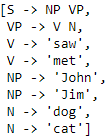 [S -> NP VP,
VP -> V N,
V -> 'saw',
V -> 'met',
NP -> 'John',
NP -> 'Jim',
N -> 'dog',
N -> 'cat']